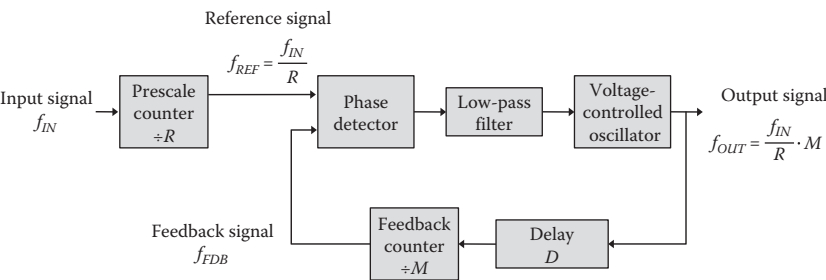 Reference signal
f_REF = f_IN / R
Input signal
f_IN
Prescale
counter
÷R
Phase
detector
Low-pass
filter
Voltage-
controlled
oscillator
Output signal
f_OUT = f_IN / R · M
Feedback signal
f_FDB
Feedback
counter
÷M
Delay
D